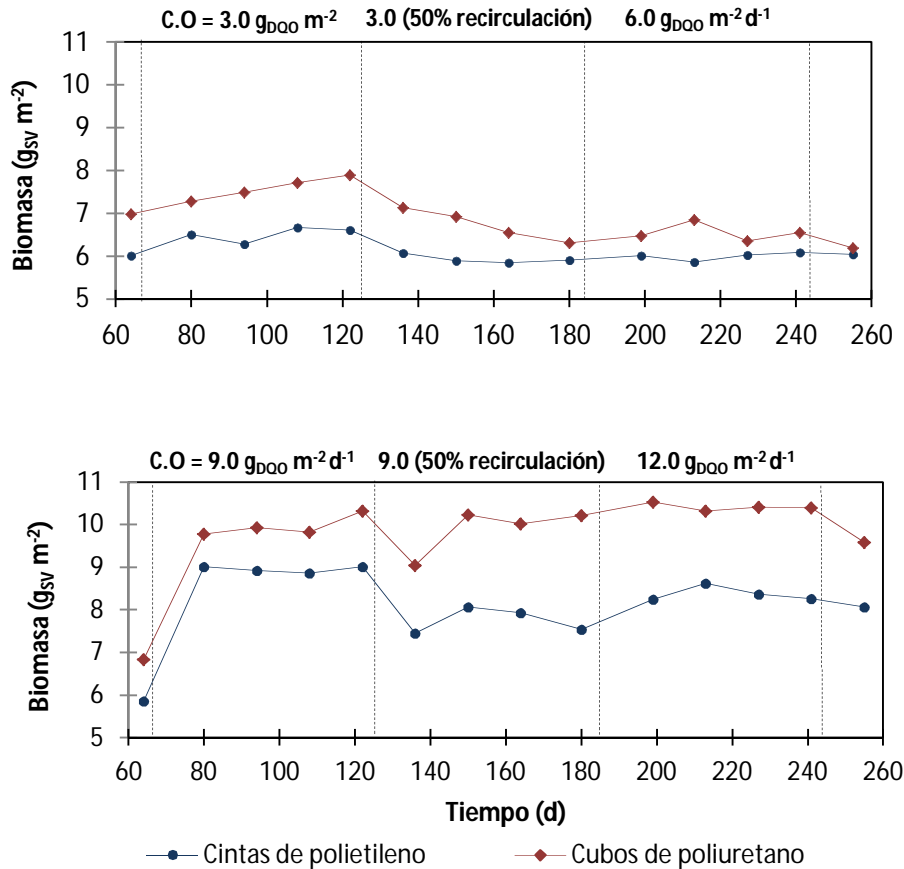 C.O = 3.0 gDQO m-2 3.0 (50% recirculación) 6.0 gDQO m-2 d-1
11
10
9
8
7
6
5
Biomasa (gSV m-2)
60 80 100 120 140 160 180 200 220 240 260
C.O = 9.0 gDQO m-2 d-1 9.0 (50% recirculación) 12.0 gDQO m-2 d-1
11
10
9
8
7
6
5
Biomasa (gSV m-2)
60 80 100 120 140 160 180 200 220 240 260
Tiempo (d)
Cintas de polietileno Cubos de poliuretano